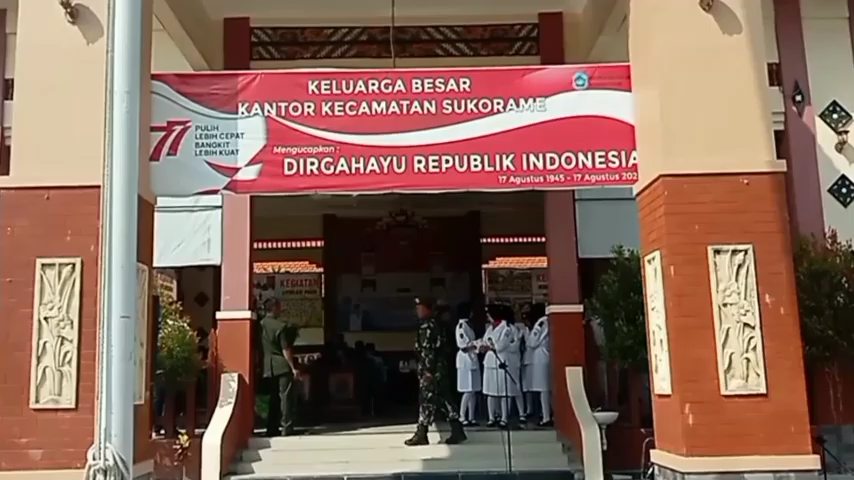 KELUARGA BESAR
KANTOR KECAMATAN SUKORAME
77
PULIH
LEBIH CEPAT
BANGKIT
LEBIH KUAT
Mengucapkan :
DIRGAHAYU REPUBLIK INDONESIA
17 Agustus 1945 - 17 Agustus 202
KEGIATAN